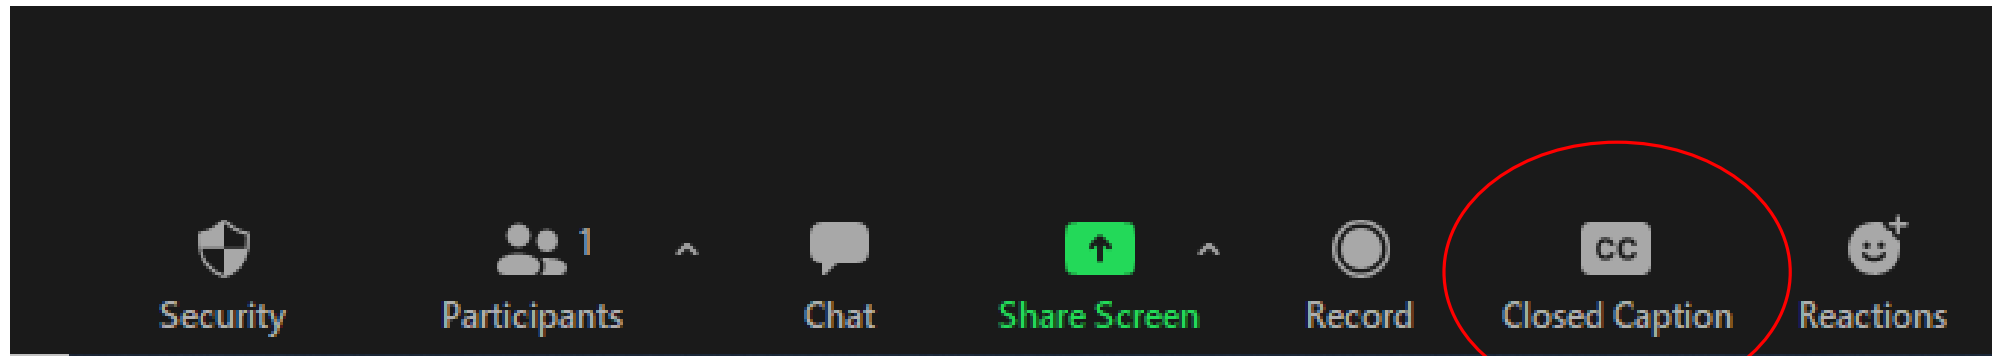 1
CC
Security
Participants
Chat
Share Screen
Record
Closed Caption
Reactions